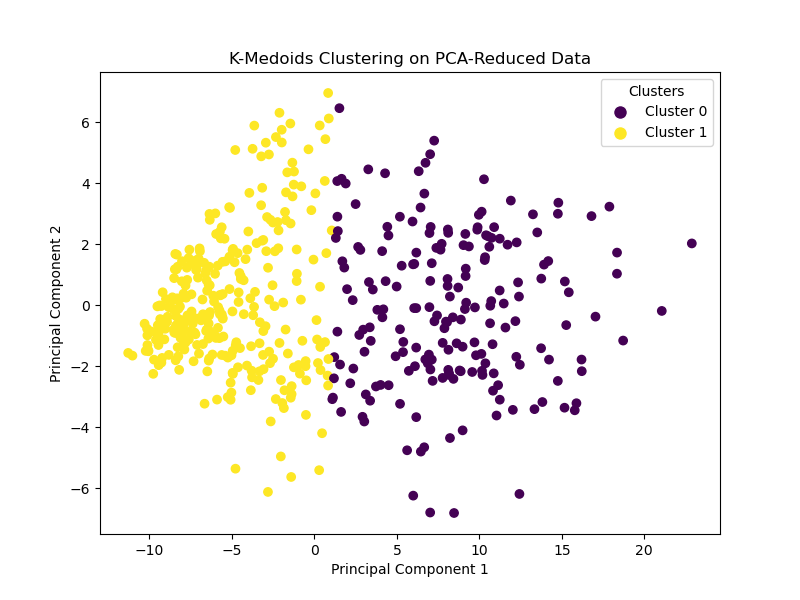 K-Medoids Clustering on PCA-Reduced Data
Clusters
Cluster 0
Cluster 1
Principal Component 2
6
4
2
0
−2
−4
−6
−10
−5
0
5
10
15
20
Principal Component 1